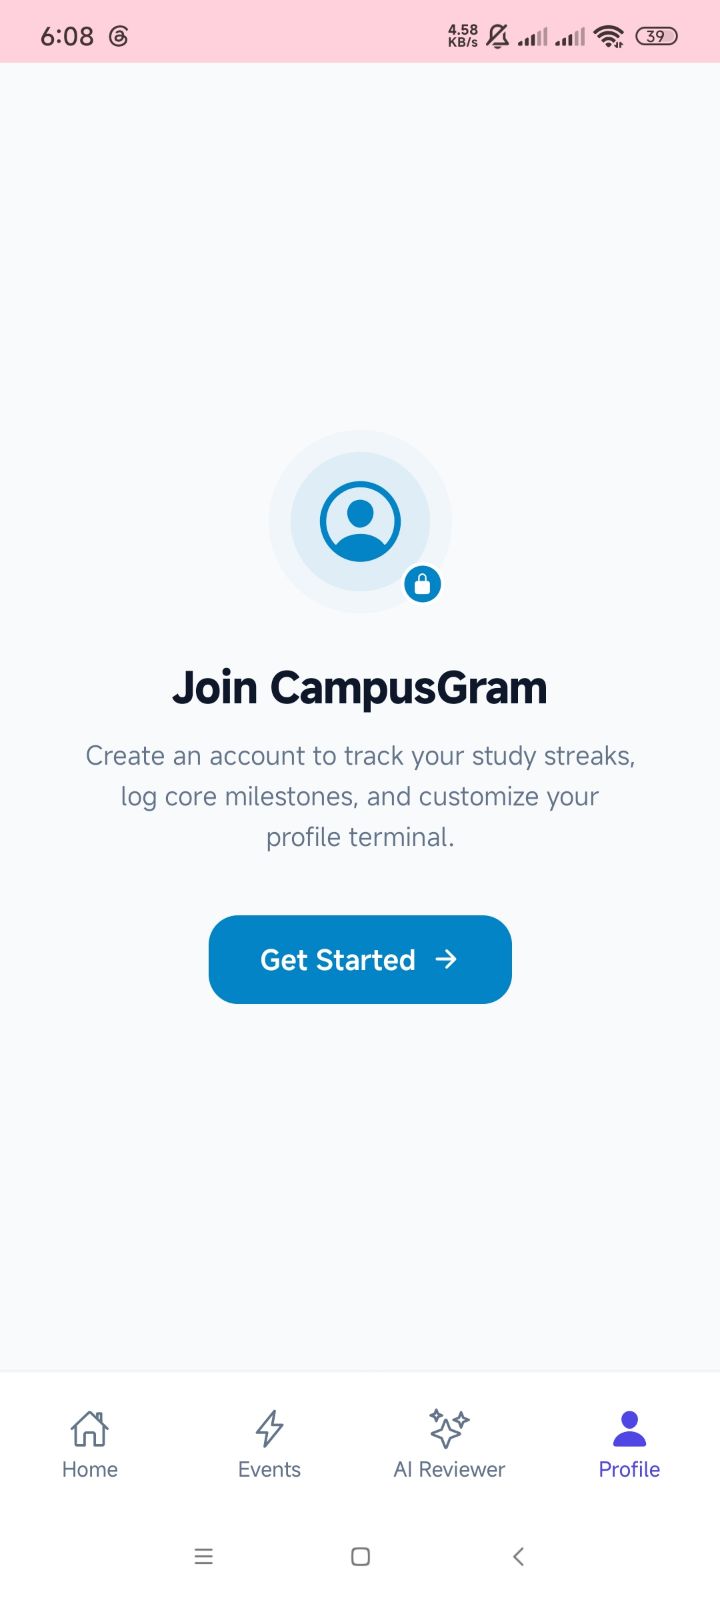 6:08
4.58
KB/s
39
Join CampusGram
Create an account to track your study streaks,
log core milestones, and customize your
profile terminal.
Get Started
Home
Events
AI Reviewer
Profile